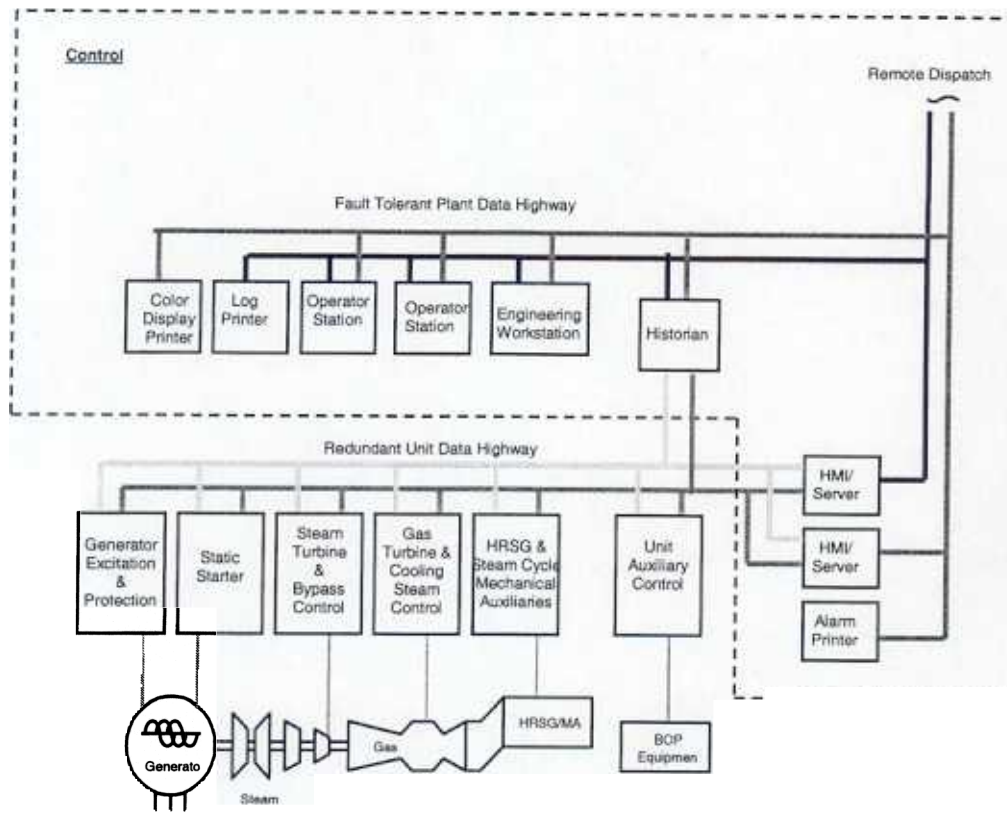 Control
Remote Dispatch
Fault Tolerant Plant Data Highway
Color
Display
Printer
Log
Printer
Operator
Station
Operator
Station
Engineering
Workstation
Historian
Redundant Unit Data Highway
HMI/
Server
Generator
Excitation
&
Protection
Static
Starter
Steam
Turbine
&
Bypass
Control
Gas
Turbine &
Cooling
Steam
Control
HRSG &
Steam Cycle
Mechanical
Auxiliaries
Unit
Auxiliary
Control
HMI/
Server
Alarm
Printer
Generato
Steam
Gas
HRSG/MA
BOP
Equipmen